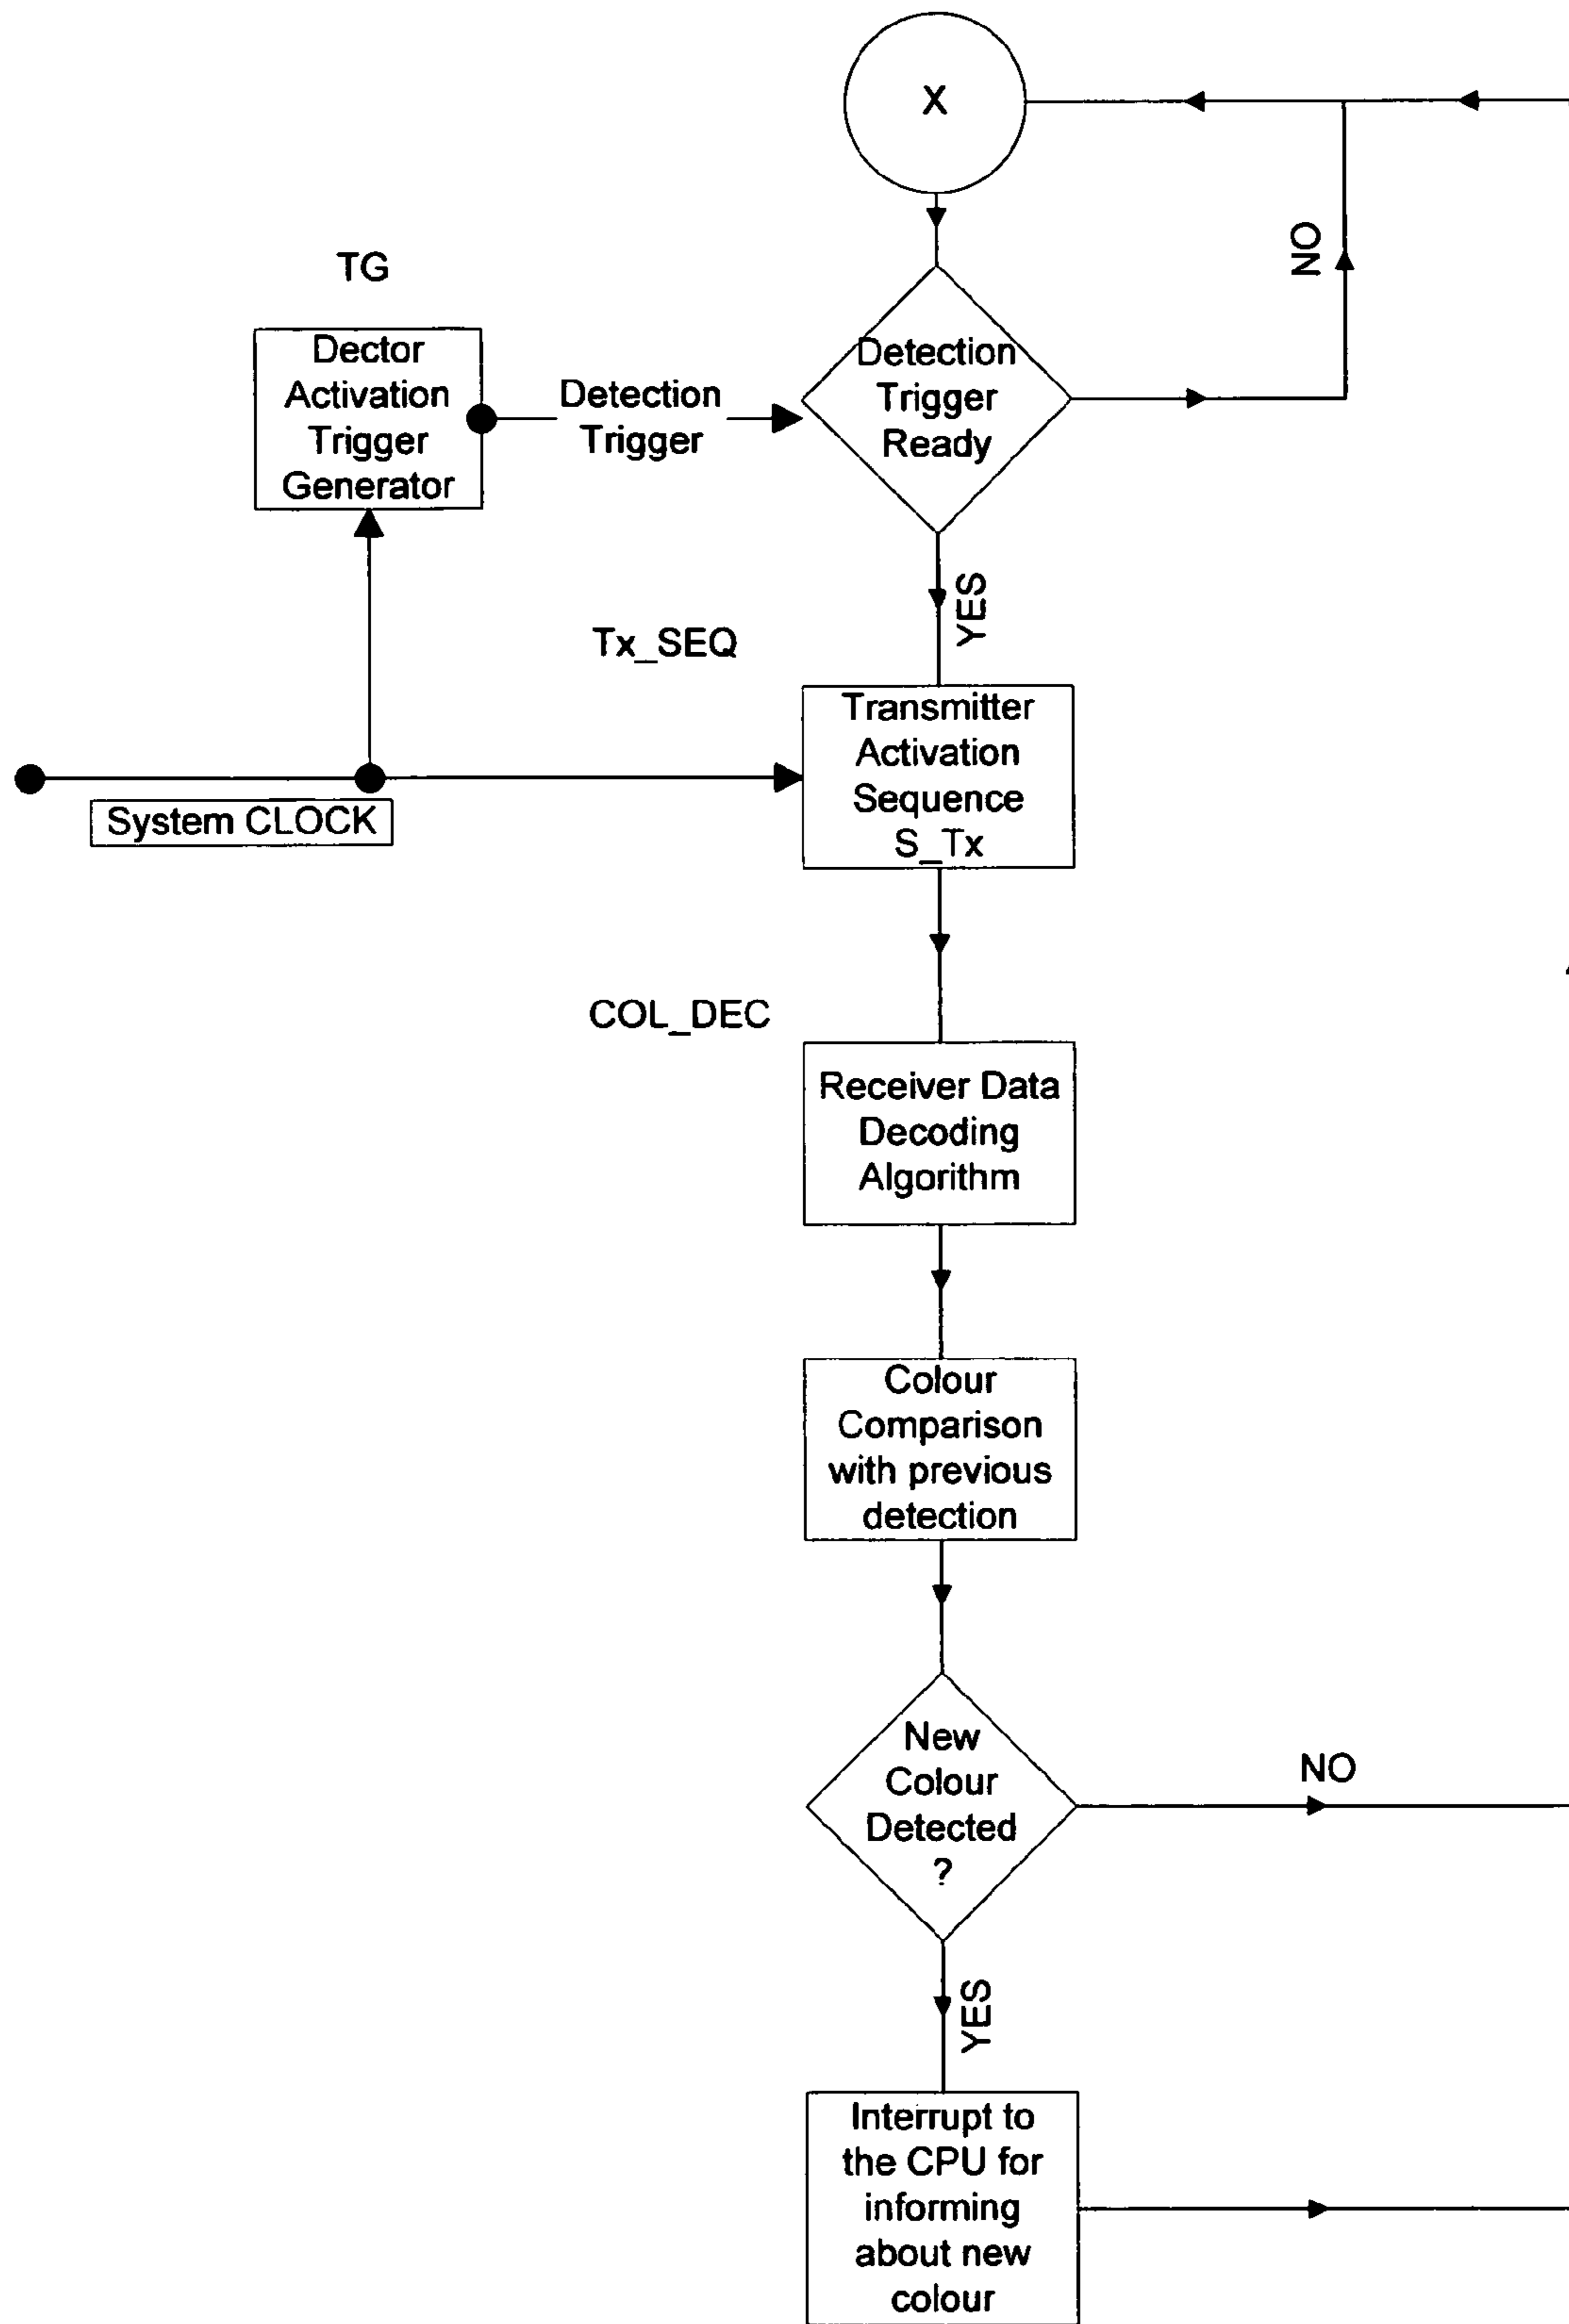 X
NO
TG
Dector
Activation
Trigger
Generator
Detection
Trigger
Detection
Trigger
Ready
YES
Tx_SEQ
Transmitter
Activation
Sequence
S_Tx
System CLOCK
COL_DEC
Receiver Data
Decoding
Algorithm
Colour
Comparison
with previous
detection
New
Colour
Detected
?
NO
YES
Interrupt to
the CPU for
informing
about new
colour